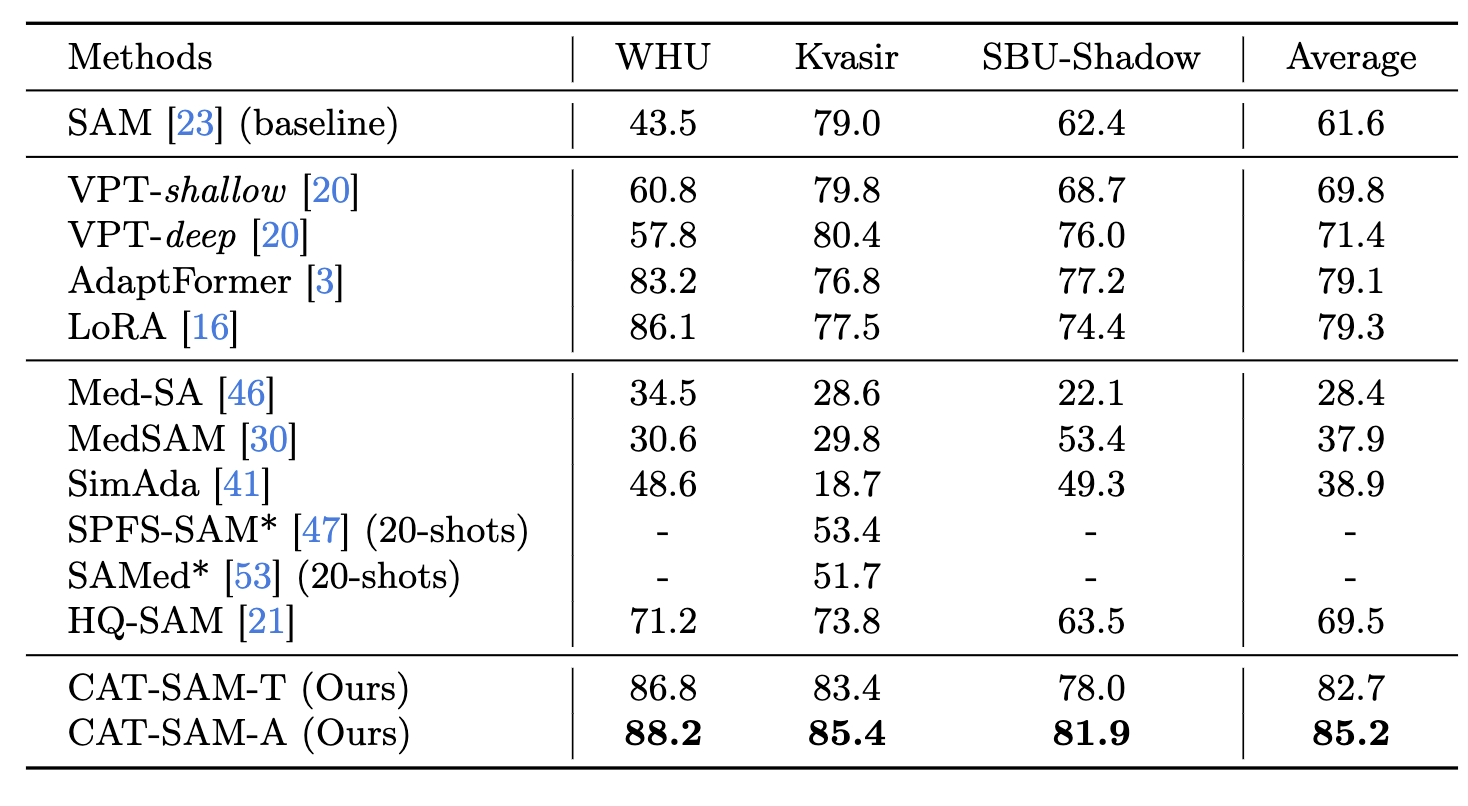 Methods WHU Kvasir SBU-Shadow Average
SAM [23] (baseline) 43.5 79.0 62.4 61.6
VPT-shallow [20] 60.8 79.8 68.7 69.8
VPT-deep [20] 57.8 80.4 76.0 71.4
AdaptFormer [3] 83.2 76.8 77.2 79.1
LoRA [16] 86.1 77.5 74.4 79.3
Med-SA [46] 34.5 28.6 22.1 28.4
MedSAM [30] 30.6 29.8 53.4 37.9
SimAda [41] 48.6 18.7 49.3 38.9
SPFS-SAM* [47] (20-shots) - 53.4 - -
SAMed* [53] (20-shots) - 51.7 - -
HQ-SAM [21] 71.2 73.8 63.5 69.5
CAT-SAM-T (Ours) 86.8 83.4 78.0 82.7
CAT-SAM-A (Ours) 88.2 85.4 81.9 85.2